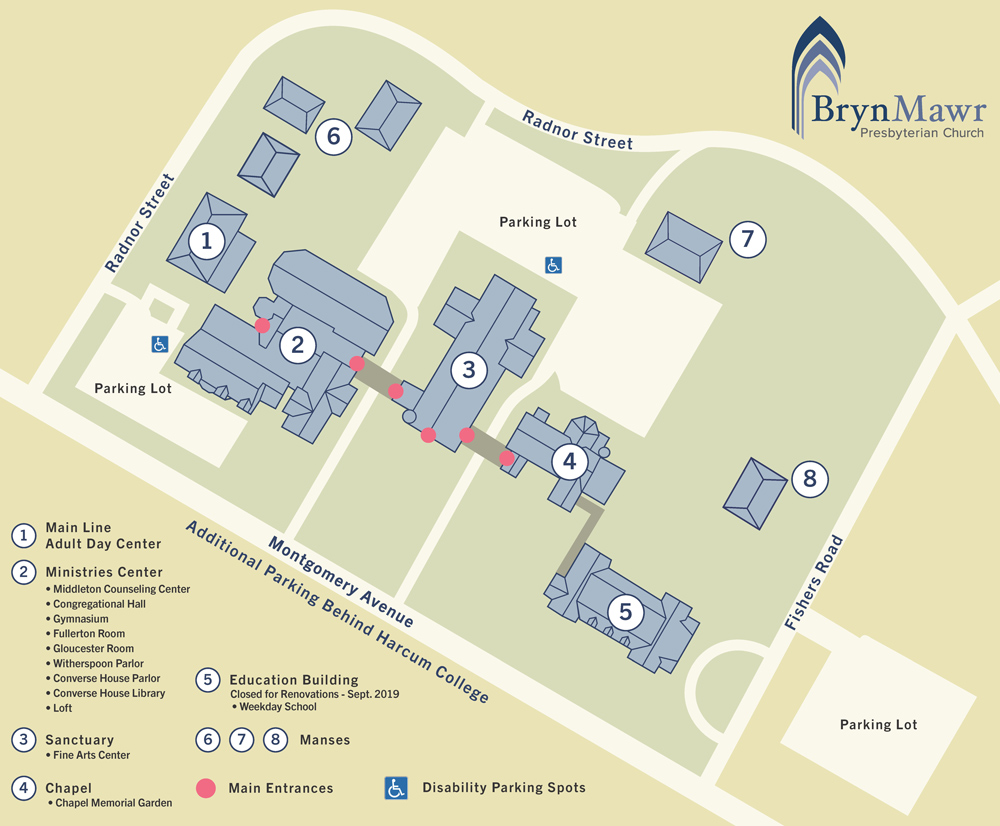 BrynMawr
Presbyterian Church
Radnor Street
Radnor Street
6
1
Parking Lot
7
2
3
Parking Lot
4
8
5
Fishers Road
Parking Lot
Montgomery Avenue
Additional Parking Behind Harcum College
1 Main Line
Adult Day Center
2 Ministries Center
• Middleton Counseling Center
• Congregational Hall
• Gymnasium
• Fullerton Room
• Gloucester Room
• Witherspoon Parlor
• Converse House Parlor
• Converse House Library
• Loft
3 Sanctuary
• Fine Arts Center
4 Chapel
• Chapel Memorial Garden
5 Education Building
Closed for Renovations - Sept. 2019
• Weekday School
6 7 8 Manses
Main Entrances
Disability Parking Spots